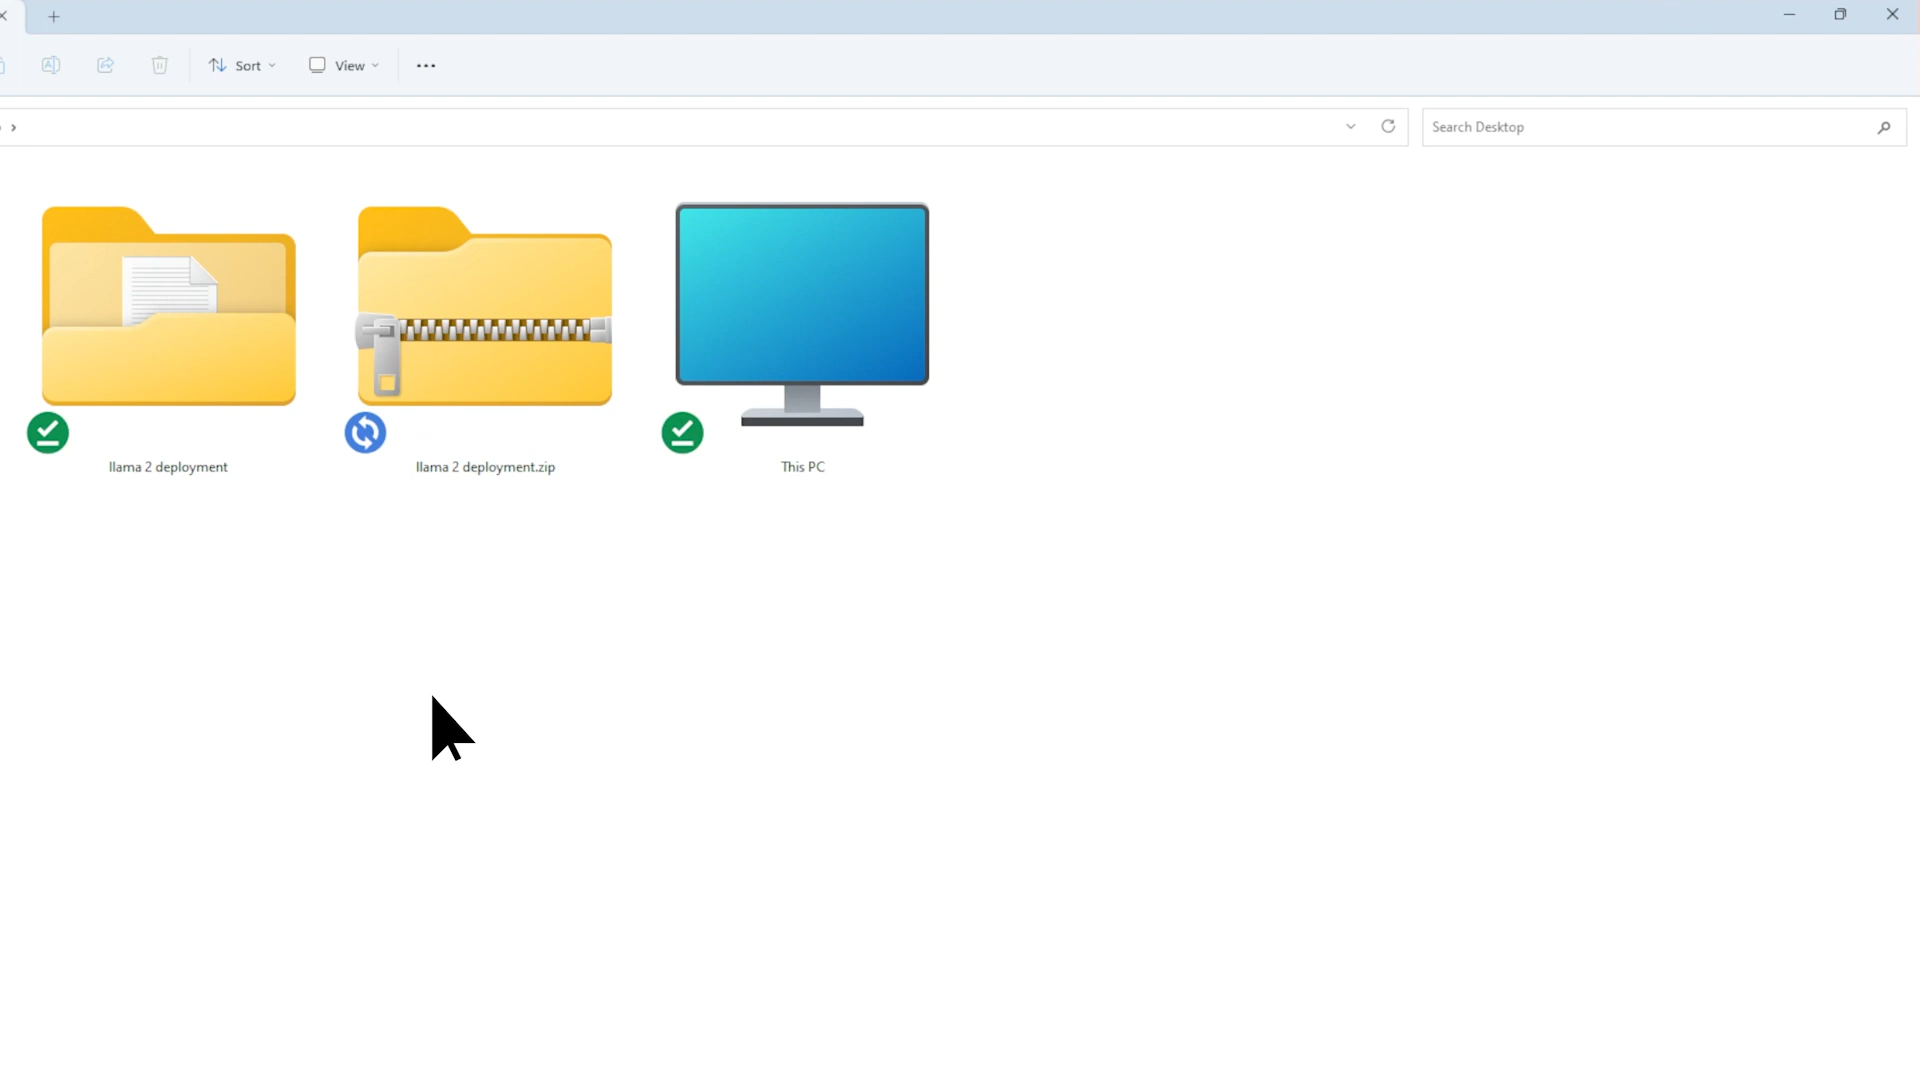 Sort
View
Search Desktop
llama 2 deployment
llama 2 deployment.zip
This PC